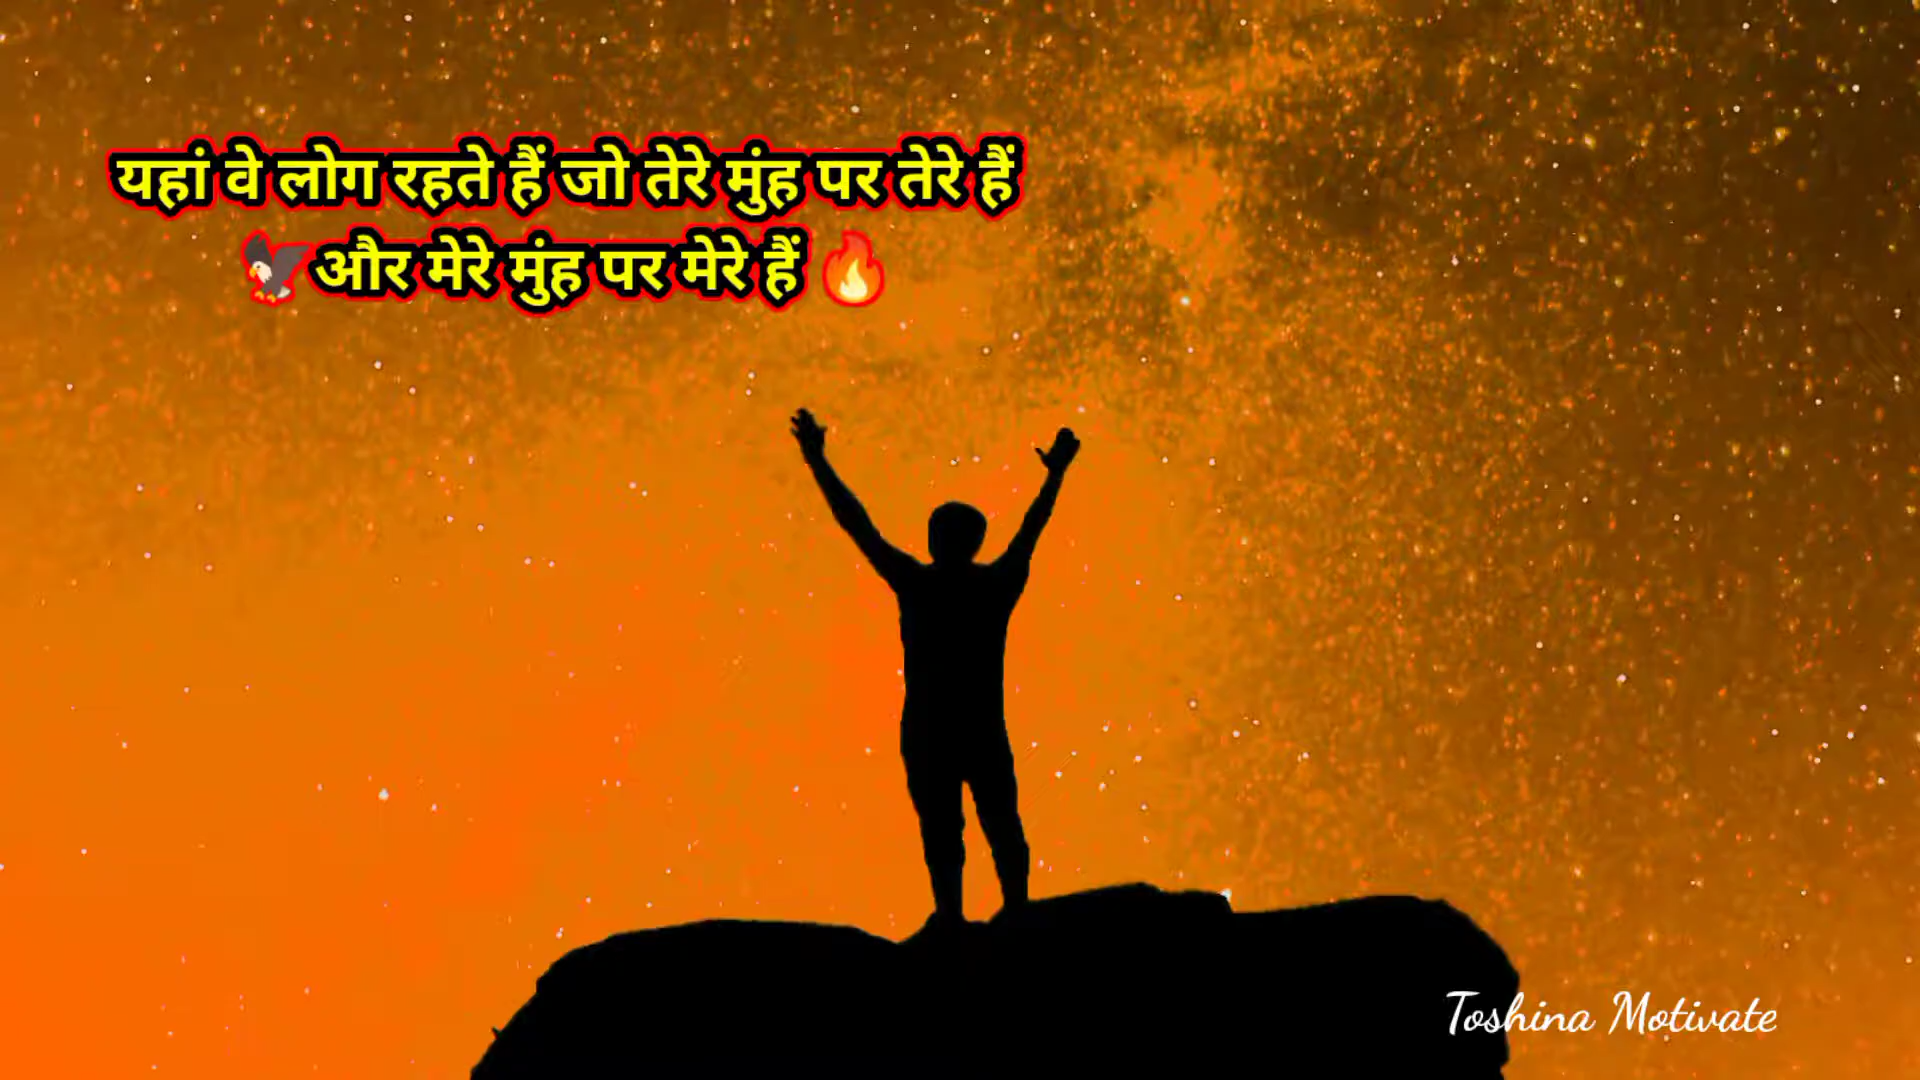 यहां वे लोग रहते हैं जो तेरे मुंह पर तेरे हैं
🦅और मेरे मुंह पर मेरे हैं 🔥
Toshina Motivate